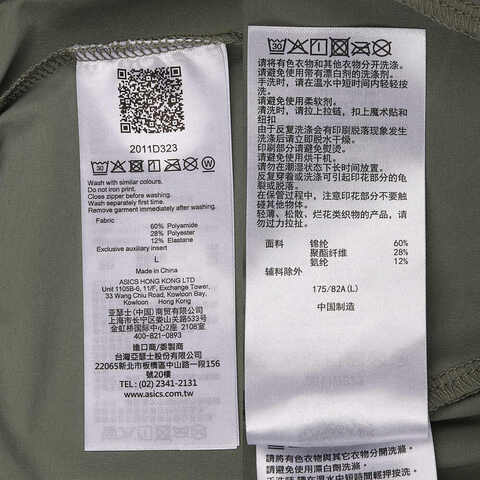 2011D323
Wash with similar colours.
Do not iron print.
Close zipper before washing.
Wash separately first time.
Remove garment immediately after washing.
Fabric
60% Polyamide
28% Polyester
12% Elastane
Exclusive auxiliary insert
L
Made in China
ASICS HONG KONG LTD
Unit 1105B-6, 11/F, Exchange Tower,
33 Wang Chiu Road, Kowloon Bay,
Kowloon Hong Kong
亚瑟士(中国)商贸有限公司
上海市长宁区娄山关路533号
金虹桥国际中心2座 2108室
400-821-0893
進口商/委製商
台灣亞瑟士股份有限公司
22065新北市板橋區縣民大道一段156
號20樓
TEL: (02) 2341-2131
www.asics.com.tw
30
请将有色衣物和其他衣物分开洗涤.
请避免使用带有漂白剂的洗涤剂.
手洗时,请在温水中短时间内轻轻按
洗。
请避免使用柔软剂.
清洗时,请拉上拉链,扣上魔术贴和
纽扣
由于反复洗涤会有印刷脱落现象发生
洗后请立即脱水干燥.
印刷部分请避免熨烫。
请避免使用烘干机.
请勿在潮湿状态下长时间放置.
反复穿着或洗涤可引起印花部分的龟
裂或脱落。
在保管过程中,注意印花部分不要触
碰其他物体.
轻薄、松散、烂花类织物的产品,请
勿过力拉扯.
面料 锦纶 60%
聚酯纤维 28%
氨纶 12%
辅料除外
175/82A(L)
中国制造
請將有色衣物與其它衣物分開洗滌.
請避免使用漂白劑洗滌.